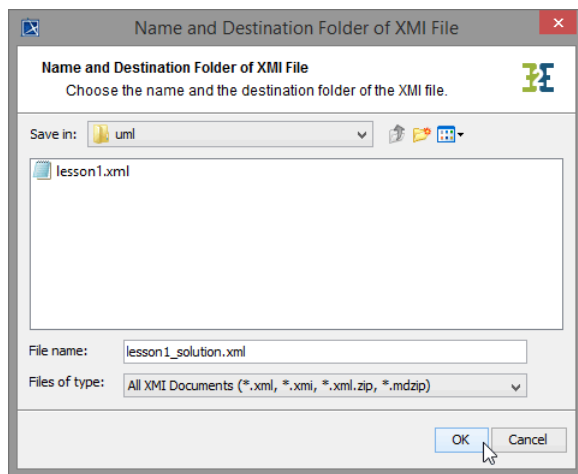 Name and Destination Folder of XMI File
Name and Destination Folder of XMI File
Choose the name and the destination folder of the XMI file.
E2E
Save in: uml
lesson1.xml
File name: lesson1_solution.xml
Files of type: All XMI Documents (*.xml, *.xmi, *.xml.zip, *.mdzip)
OK Cancel